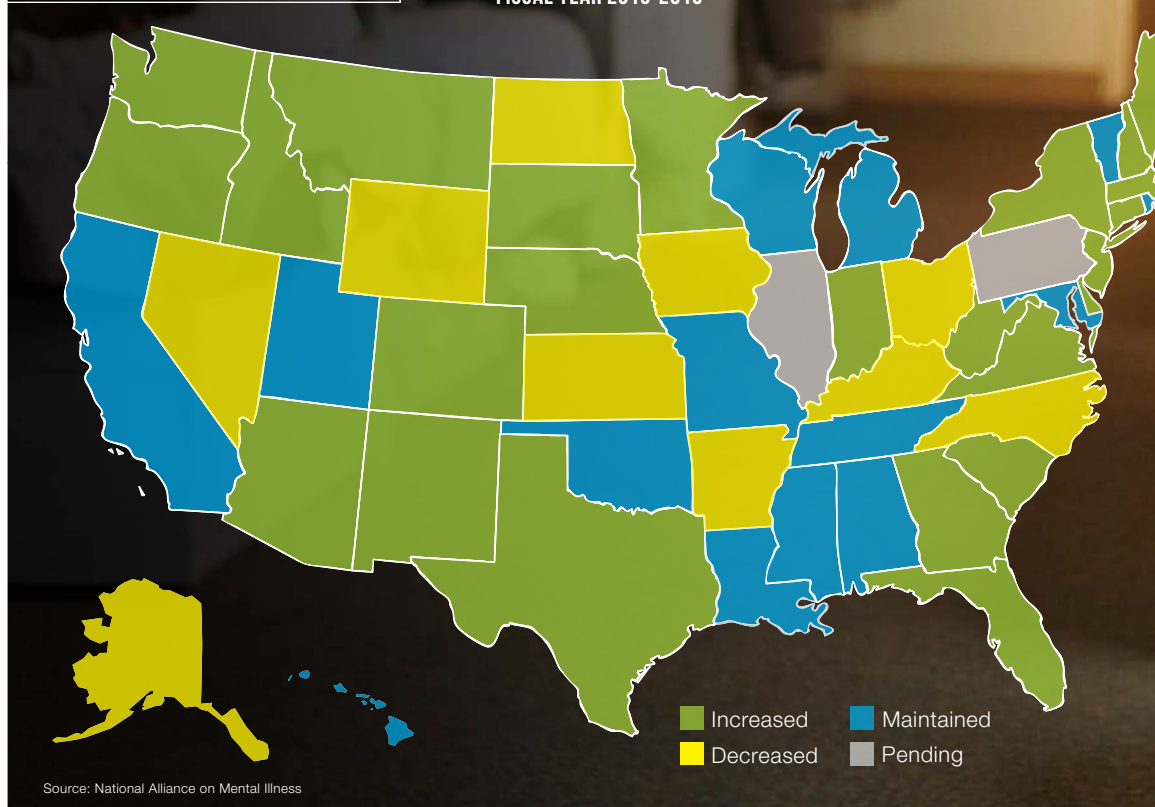 Increased
Maintained
Decreased
Pending
Source: National Alliance on Mental Illness